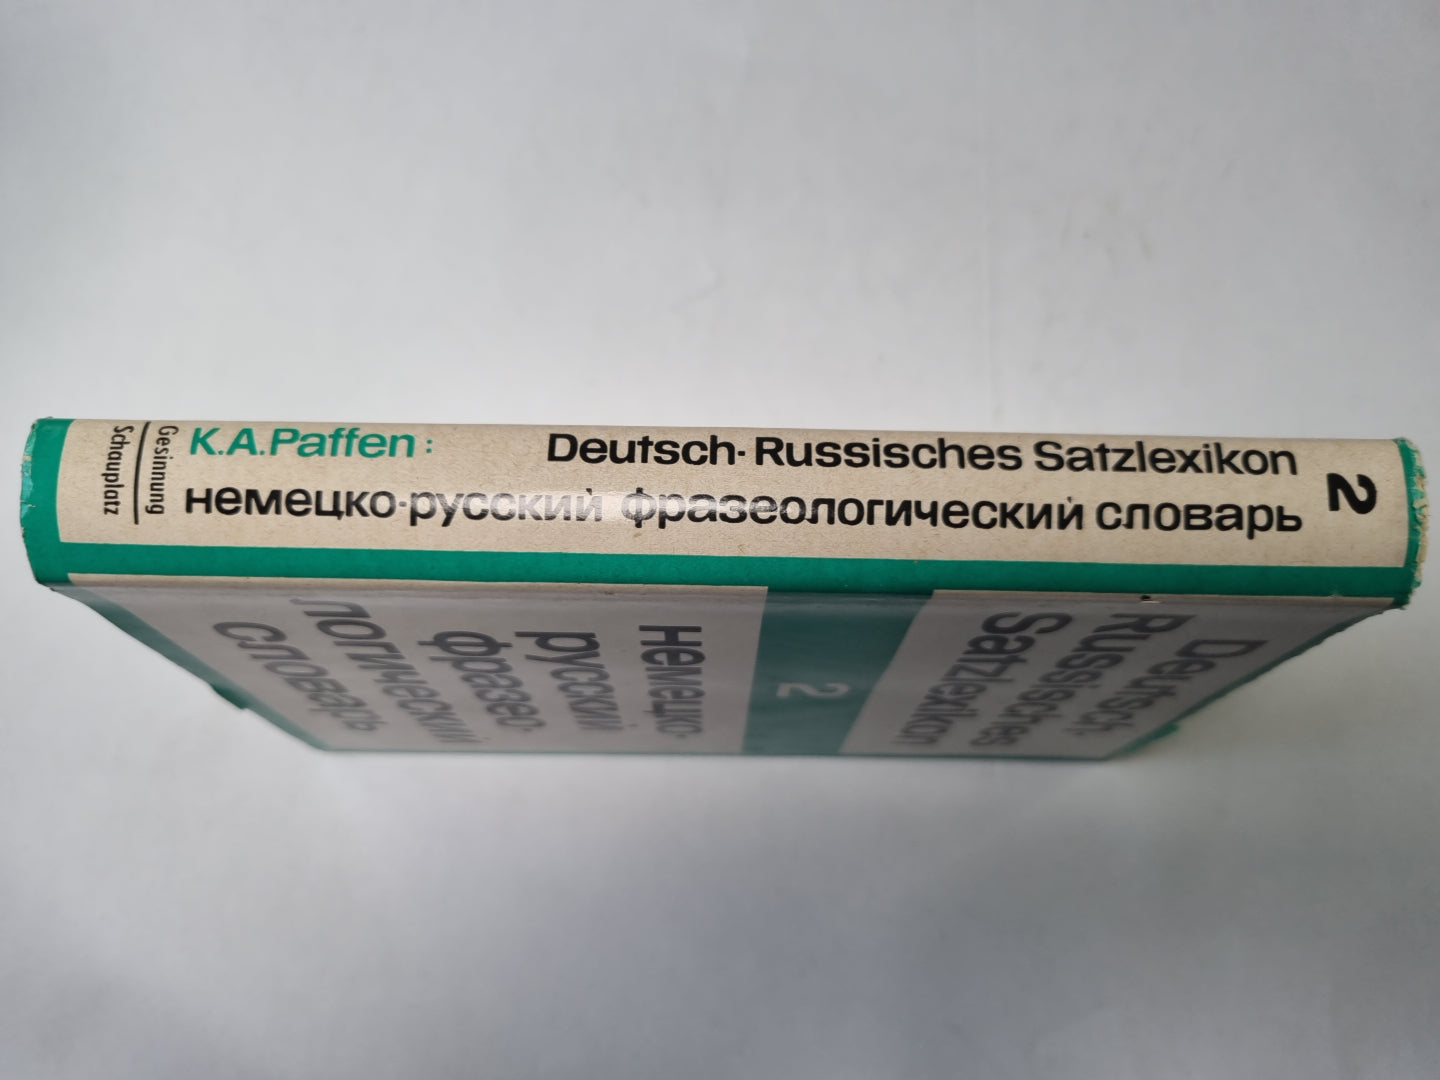 K.A.Paffen: Deutsch-Russisches Satzlexikon
немецко-русский фразеологический словарь
2
Gesinnung
Schauplatz
Deutsch-
Russisches
Satzlexikon
2
немецко-
русский
фразео-
логический
словарь